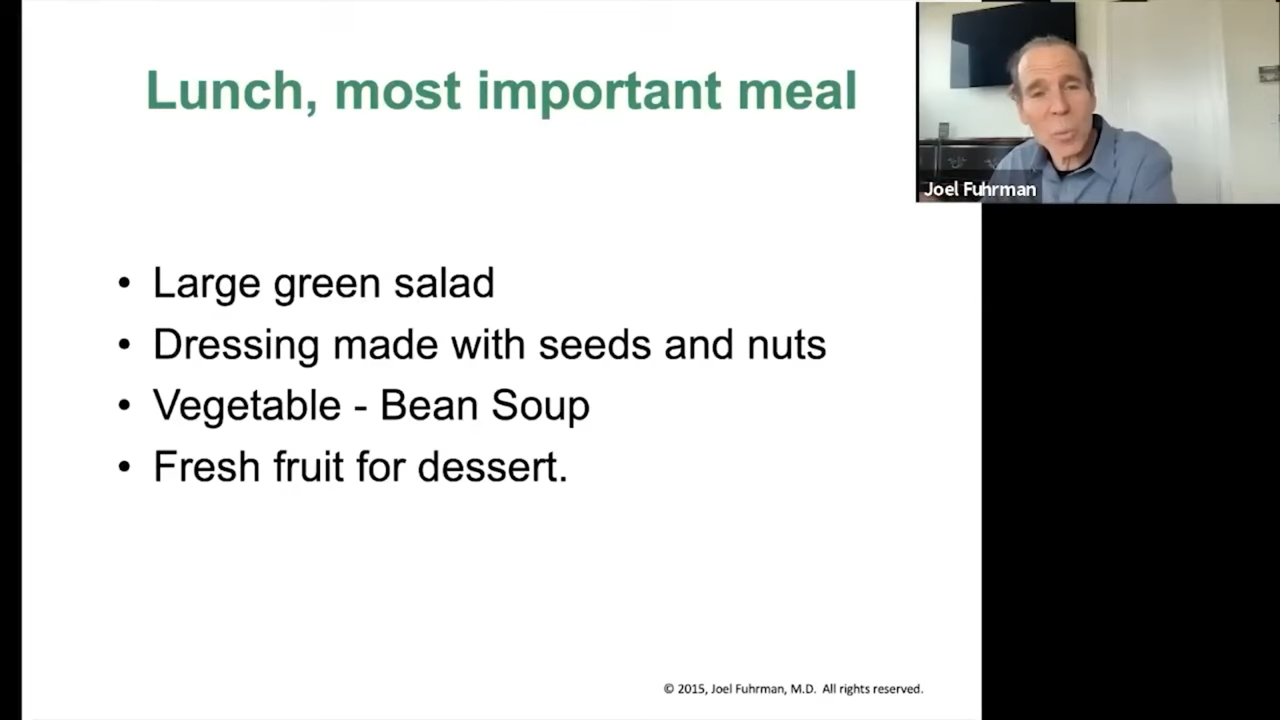 Lunch, most important meal
Joel Fuhrman
• Large green salad
• Dressing made with seeds and nuts
• Vegetable - Bean Soup
• Fresh fruit for dessert.
© 2015, Joel Fuhrman, M.D. All rights reserved.